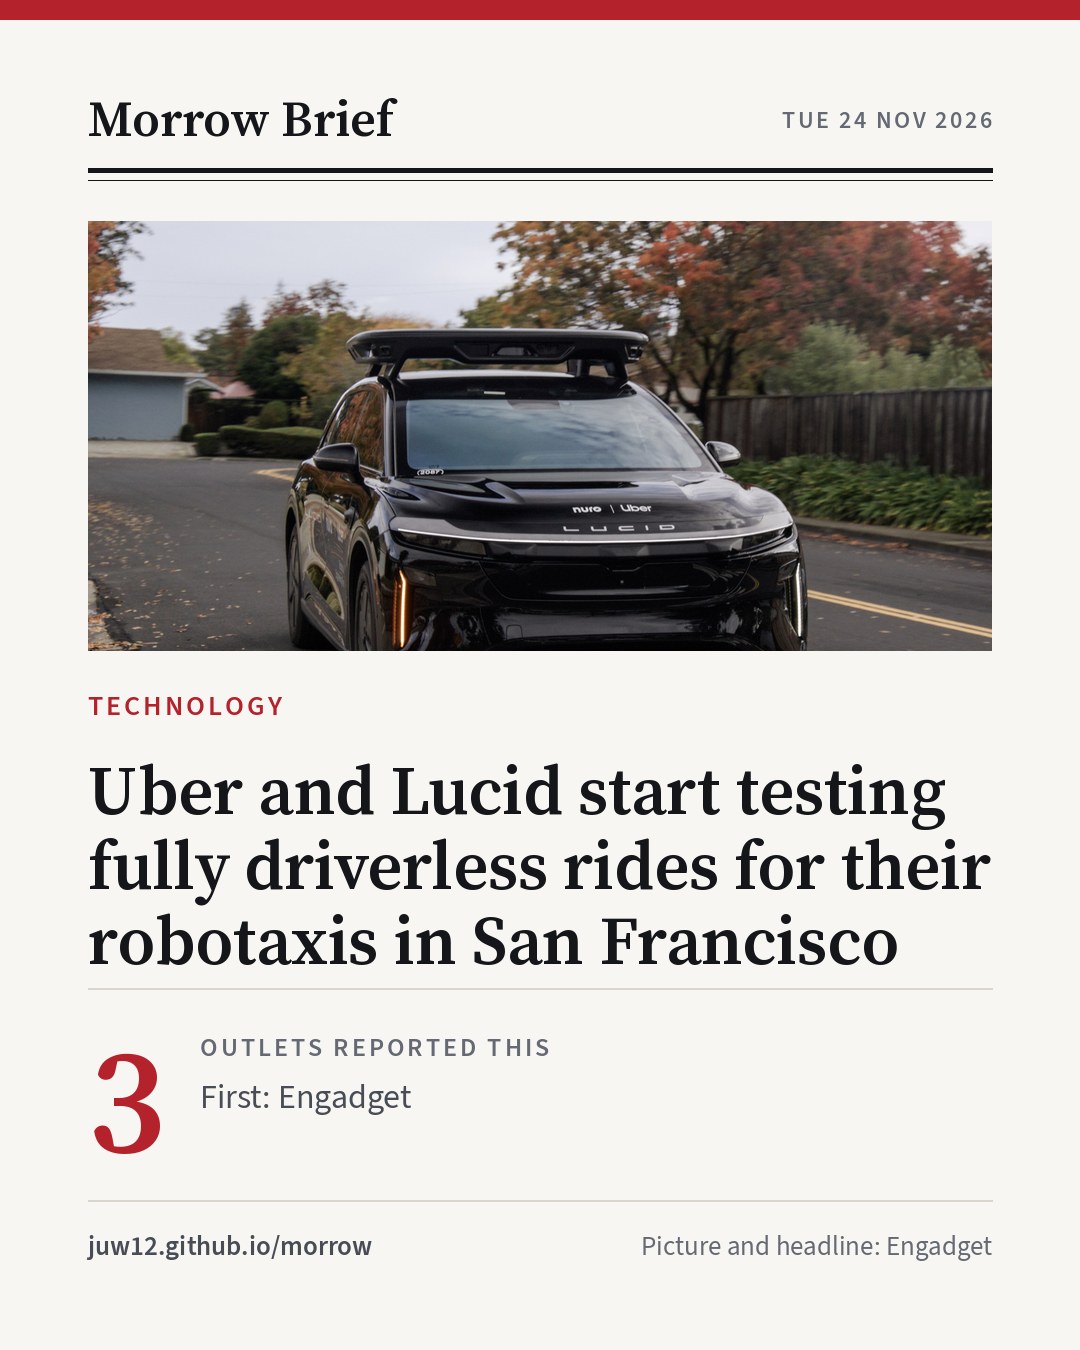 Morrow Brief
TUE 24 NOV 2026
nuro | Uber
LUCID
TECHNOLOGY
Uber and Lucid start testing
fully driverless rides for their
robotaxis in San Francisco
3
OUTLETS REPORTED THIS
First: Engadget
juw12.github.io/morrow
Picture and headline: Engadget